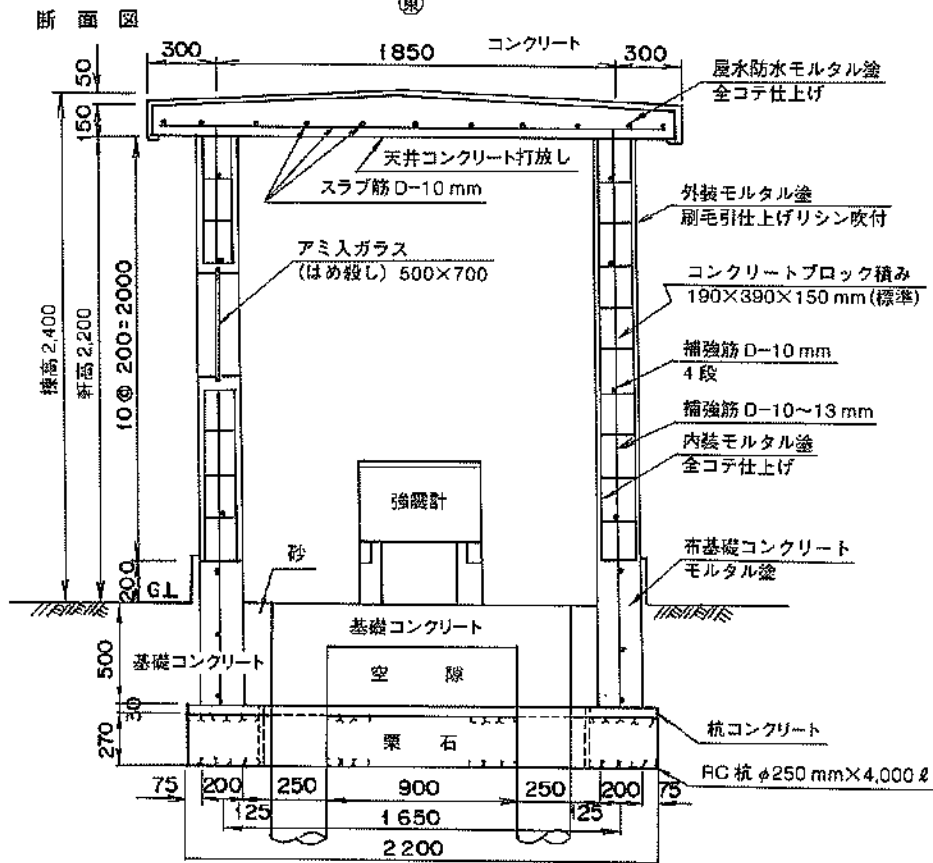 断面図
東
300
1850
コンクリート
300
屋水防水モルタル塗
全コテ仕上げ
50
150
天井コンクリート打放し
スラブ筋 D-10 mm
外装モルタル塗
刷毛引仕上げリシン吹付
アミ入ガラス
(はめ殺し) 500×700
コンクリートブロック積み
190×390×150 mm (標準)
棟高 2,400
軒高 2,200
10@200=2000
補強筋 D-10 mm
4段
補強筋 D-10～13 mm
内装モルタル塗
全コテ仕上げ
強震計
砂
布基礎コンクリート
モルタル塗
200
G.L
基礎コンクリート
500
基礎コンクリート
空隙
30
杭コンクリート
270
栗石
RC 杭 φ250 mm×4,000 ℓ
75
200
250
900
250
200
75
125
125
1650
2200